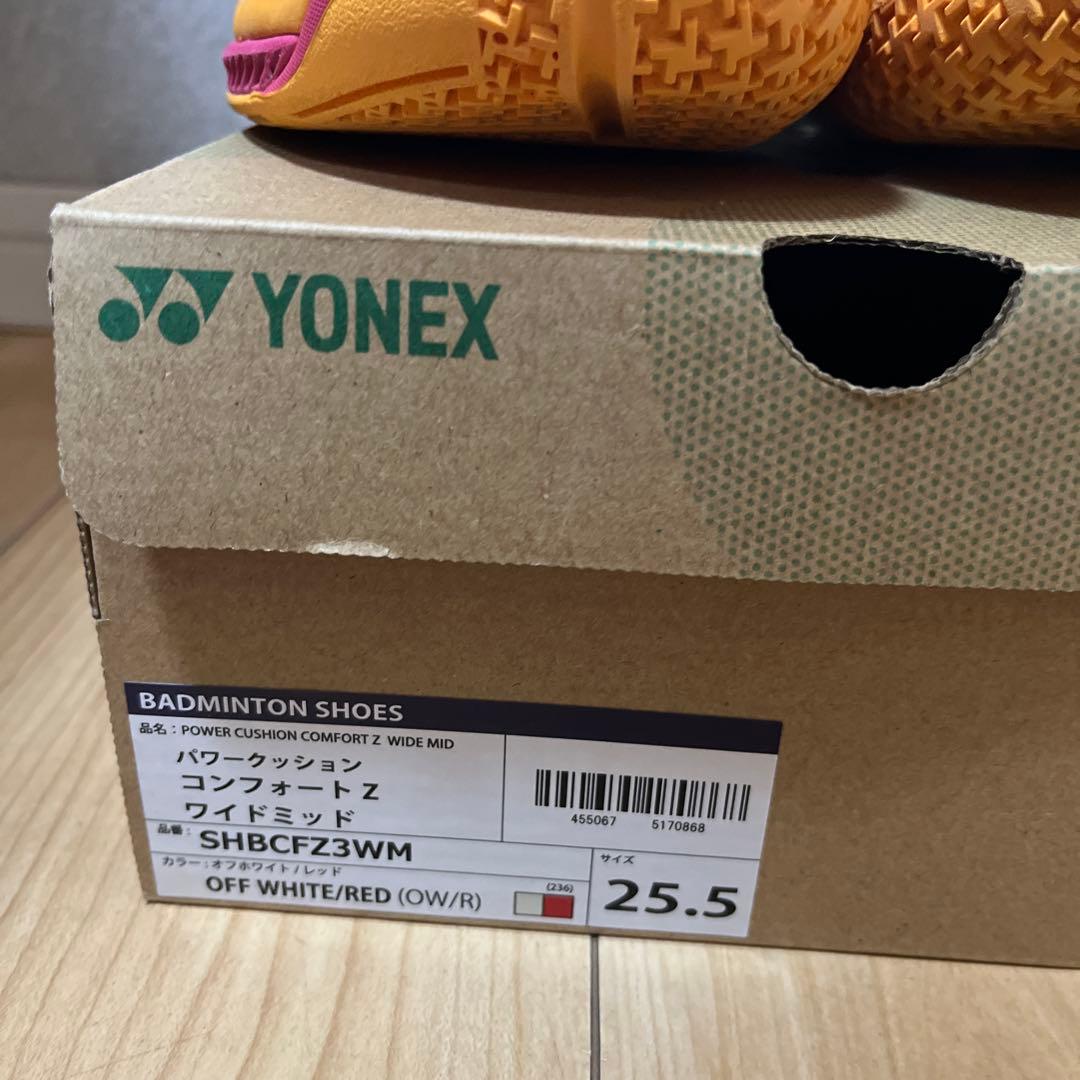 YONEX
BADMINTON SHOES
品名：POWER CUSHION COMFORT Z WIDE MID
パワークッション
コンフォート Z
ワイドミッド
455067 5170868
品番：
SHBCFZ3WM
カラー：オフホワイト/レッド
OFF WHITE/RED (OW/R)
(236)
サイズ
25.5